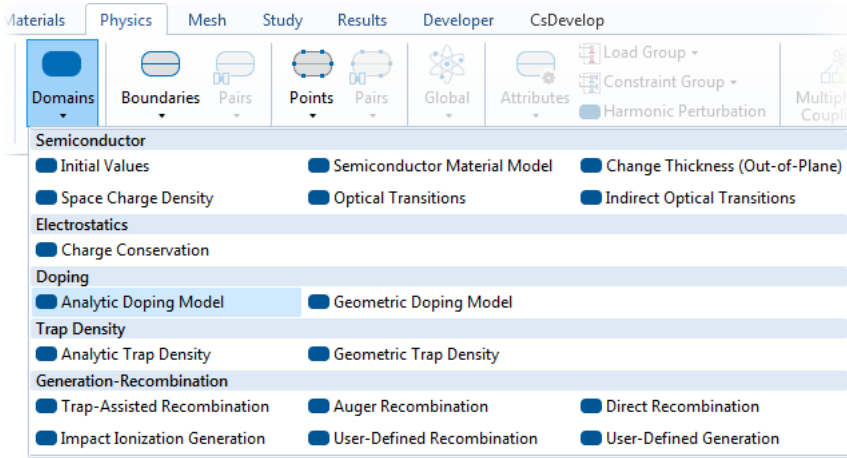 Materials Physics Mesh Study Results Developer CsDevelop
Domains Boundaries Pairs Points Pairs Global Attributes
Load Group
Constraint Group
Harmonic Perturbation
Semiconductor
Initial Values Semiconductor Material Model Change Thickness (Out-of-Plane)
Space Charge Density Optical Transitions Indirect Optical Transitions
Electrostatics
Charge Conservation
Doping
Analytic Doping Model Geometric Doping Model
Trap Density
Analytic Trap Density Geometric Trap Density
Generation-Recombination
Trap-Assisted Recombination Auger Recombination Direct Recombination
Impact Ionization Generation User-Defined Recombination User-Defined Generation